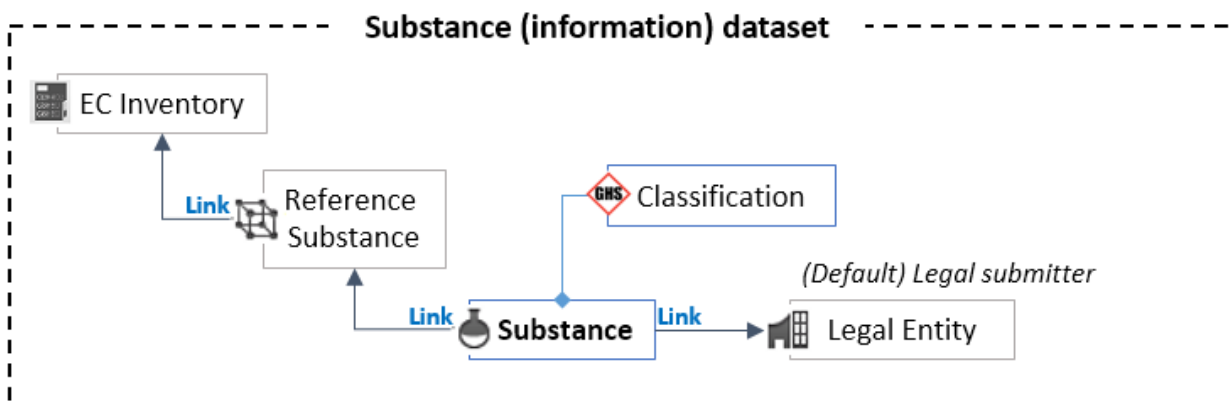 Substance (information) dataset
EC Inventory
Link
Reference
Substance
GHS
Classification
(Default) Legal submitter
Link
Substance
Link
Legal Entity